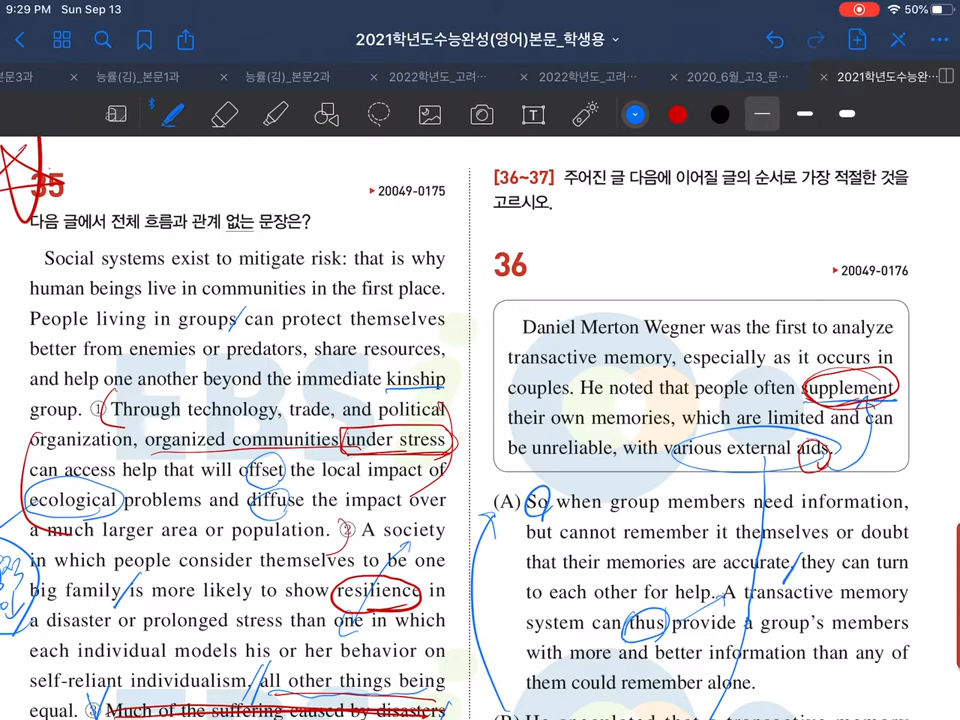 9:29 PM Sun Sep 13
50%
2021학년도수능완성(영어)본문_학생용
본문3과
능률(김)_본문1과
능률(김)_본문2과
2022학년도_고려…
2022학년도_고려…
2020_6월_고3_문…
2021학년도수능완…
35
20049-0175
다음 글에서 전체 흐름과 관계 없는 문장은?
Social systems exist to mitigate risk: that is why
human beings live in communities in the first place.
People living in groups can protect themselves
better from enemies or predators, share resources,
and help one another beyond the immediate kinship
group. ① Through technology, trade, and political
organization, organized communities under stress
can access help that will offset the local impact of
ecological problems and diffuse the impact over
a much larger area or population. ② A society
in which people consider themselves to be one
big family is more likely to show resilience in
a disaster or prolonged stress than one in which
each individual models his or her behavior on
self-reliant individualism, all other things being
equal. ③ Much of the suffering caused by disasters
[36~37] 주어진 글 다음에 이어질 글의 순서로 가장 적절한 것을
고르시오.
36
20049-0176
Daniel Merton Wegner was the first to analyze
transactive memory, especially as it occurs in
couples. He noted that people often supplement
their own memories, which are limited and can
be unreliable, with various external aids.
(A) So when group members need information,
but cannot remember it themselves or doubt
that their memories are accurate, they can turn
to each other for help. A transactive memory
system can thus provide a group's members
with more and better information than any of
them could remember alone.
(B) He speculated that a transactive memory